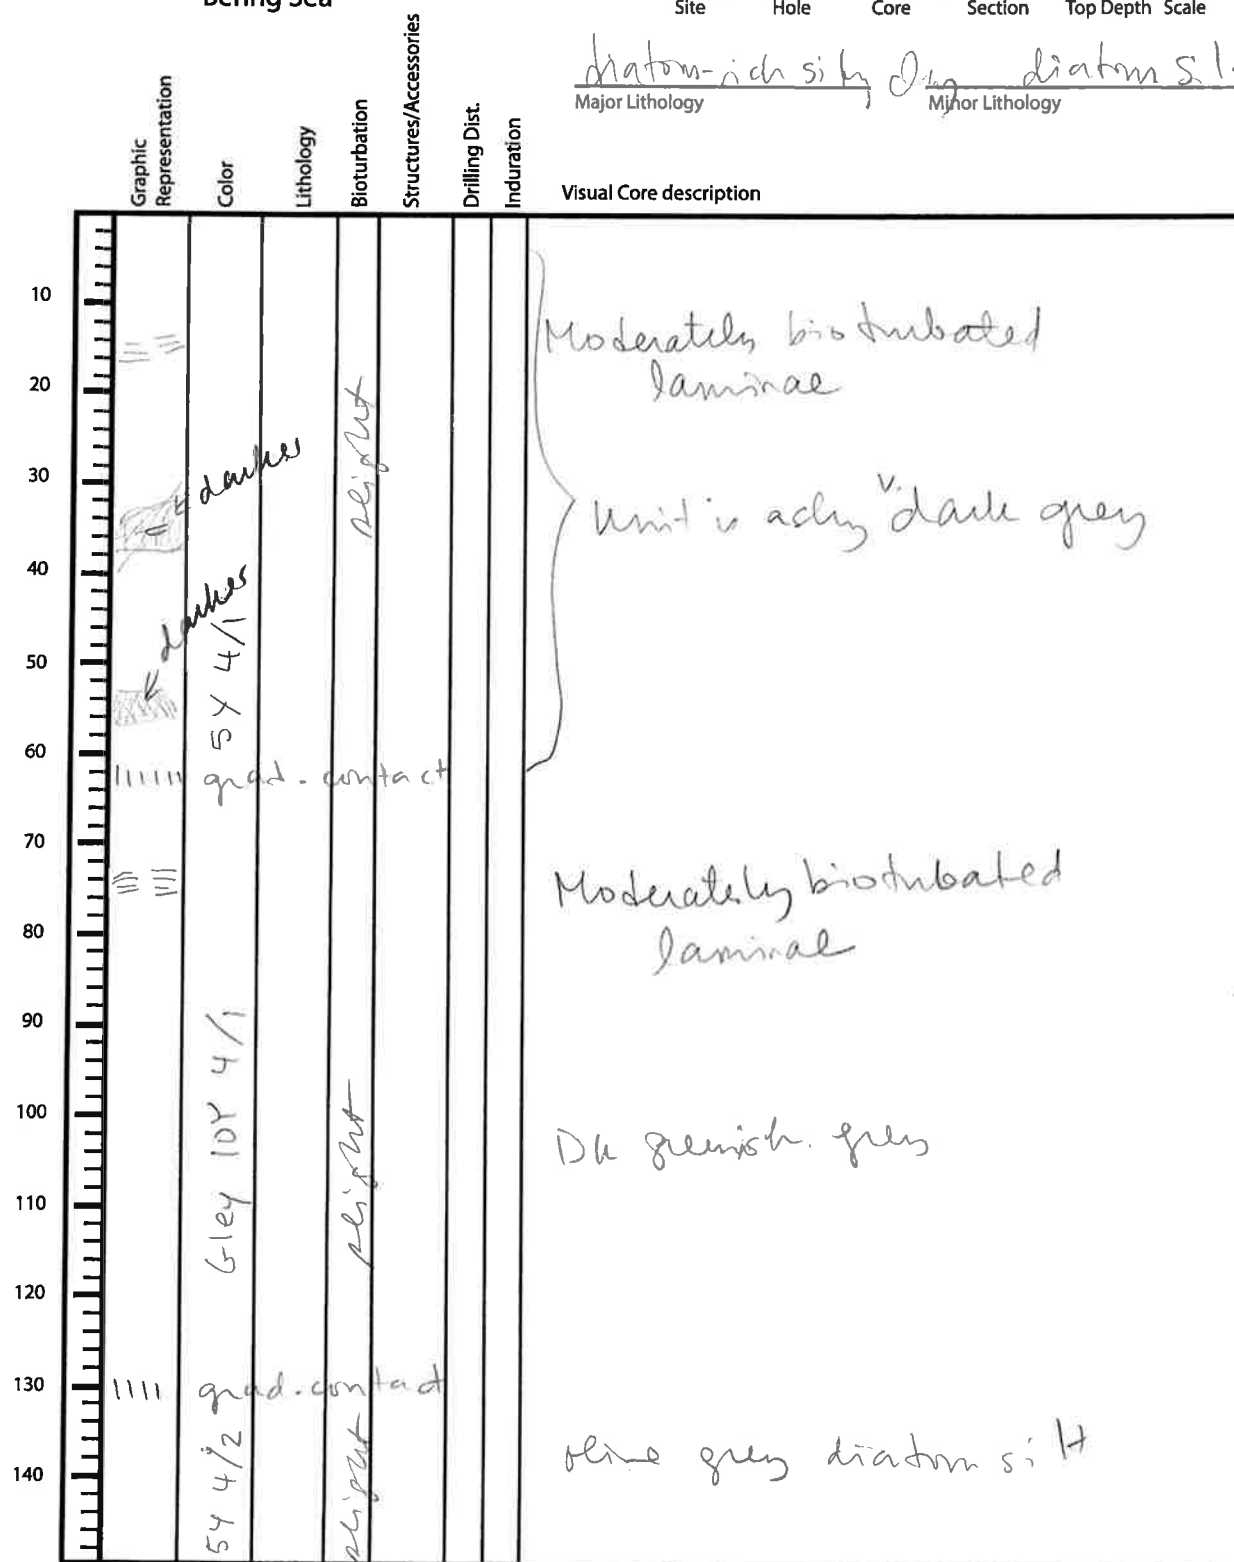 Bering Sea
Site Hole Core Section Top Depth Scale
diatom-rich silty clay diatom sil
Major Lithology Minor Lithology
Graphic Representation
Color
Lithology
Bioturbation
Structures/Accessories
Drilling Dist.
Induration
Visual Core description
10
Moderately bioturbated
laminae
20
slight
30
darker
Unit is v. dark grey
40
darker
50
5Y 4/1
60
grad. contact
70
Moderately bioturbated
80
laminae
90
Gley 10Y 4/1
100
slight
Dk greenish. grey
110
120
130
grad. contact
5Y 4/2
slight
olive grey diatom silt
140